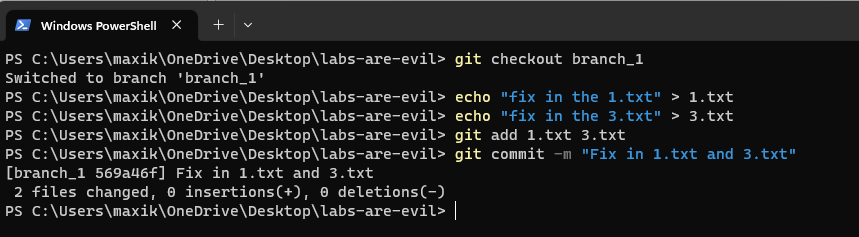 Windows PowerShell
PS C:\Users\maxik\OneDrive\Desktop\labs-are-evil> git checkout branch_1
Switched to branch 'branch_1'
PS C:\Users\maxik\OneDrive\Desktop\labs-are-evil> echo "fix in the 1.txt" > 1.txt
PS C:\Users\maxik\OneDrive\Desktop\labs-are-evil> echo "fix in the 3.txt" > 3.txt
PS C:\Users\maxik\OneDrive\Desktop\labs-are-evil> git add 1.txt 3.txt
PS C:\Users\maxik\OneDrive\Desktop\labs-are-evil> git commit -m "Fix in 1.txt and 3.txt"
[branch_1 569a46f] Fix in 1.txt and 3.txt
 2 files changed, 0 insertions(+), 0 deletions(-)
PS C:\Users\maxik\OneDrive\Desktop\labs-are-evil>